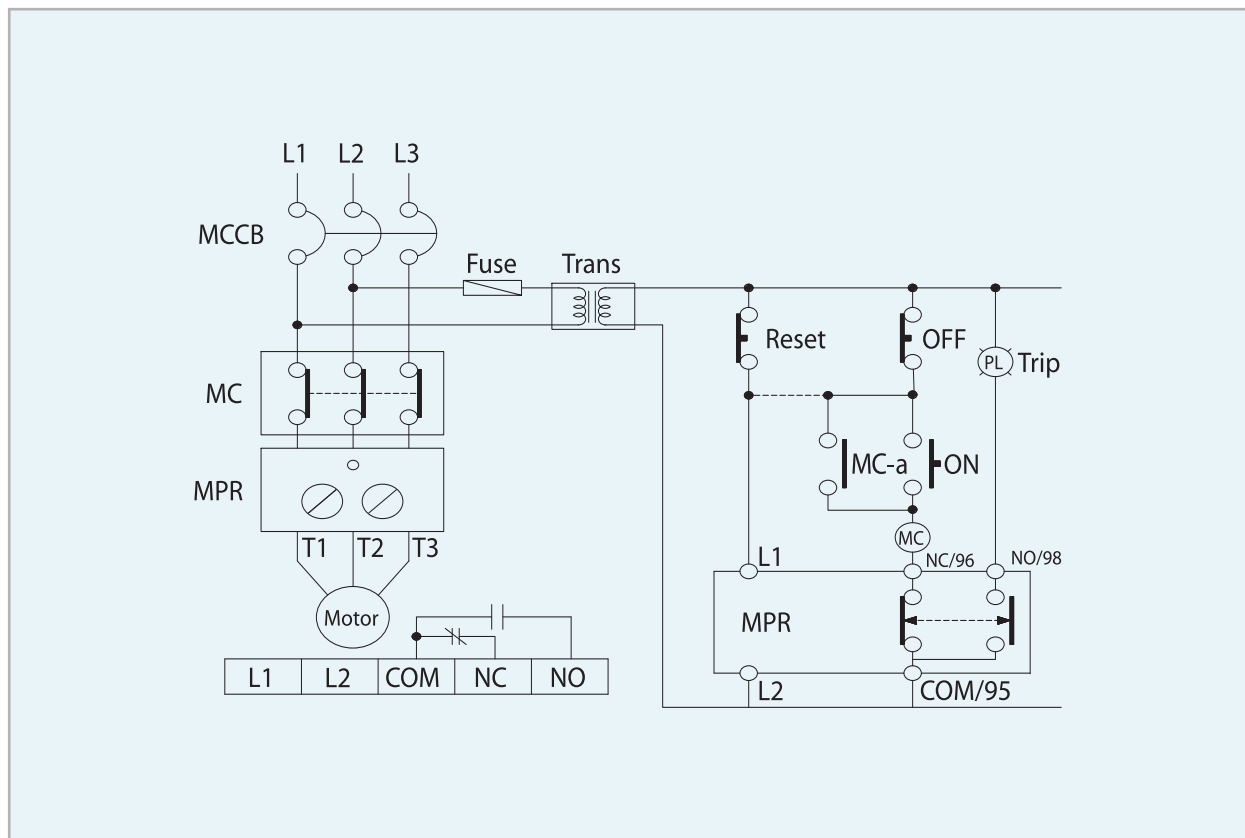 L1 L2 L3
MCCB
Fuse Trans
Reset OFF
PL Trip
MC
MC-a ON
MPR
MC
T1 T2 T3
L1 NC/96 NO/98
Motor
MPR
L1 L2 COM NC NO
L2 COM/95